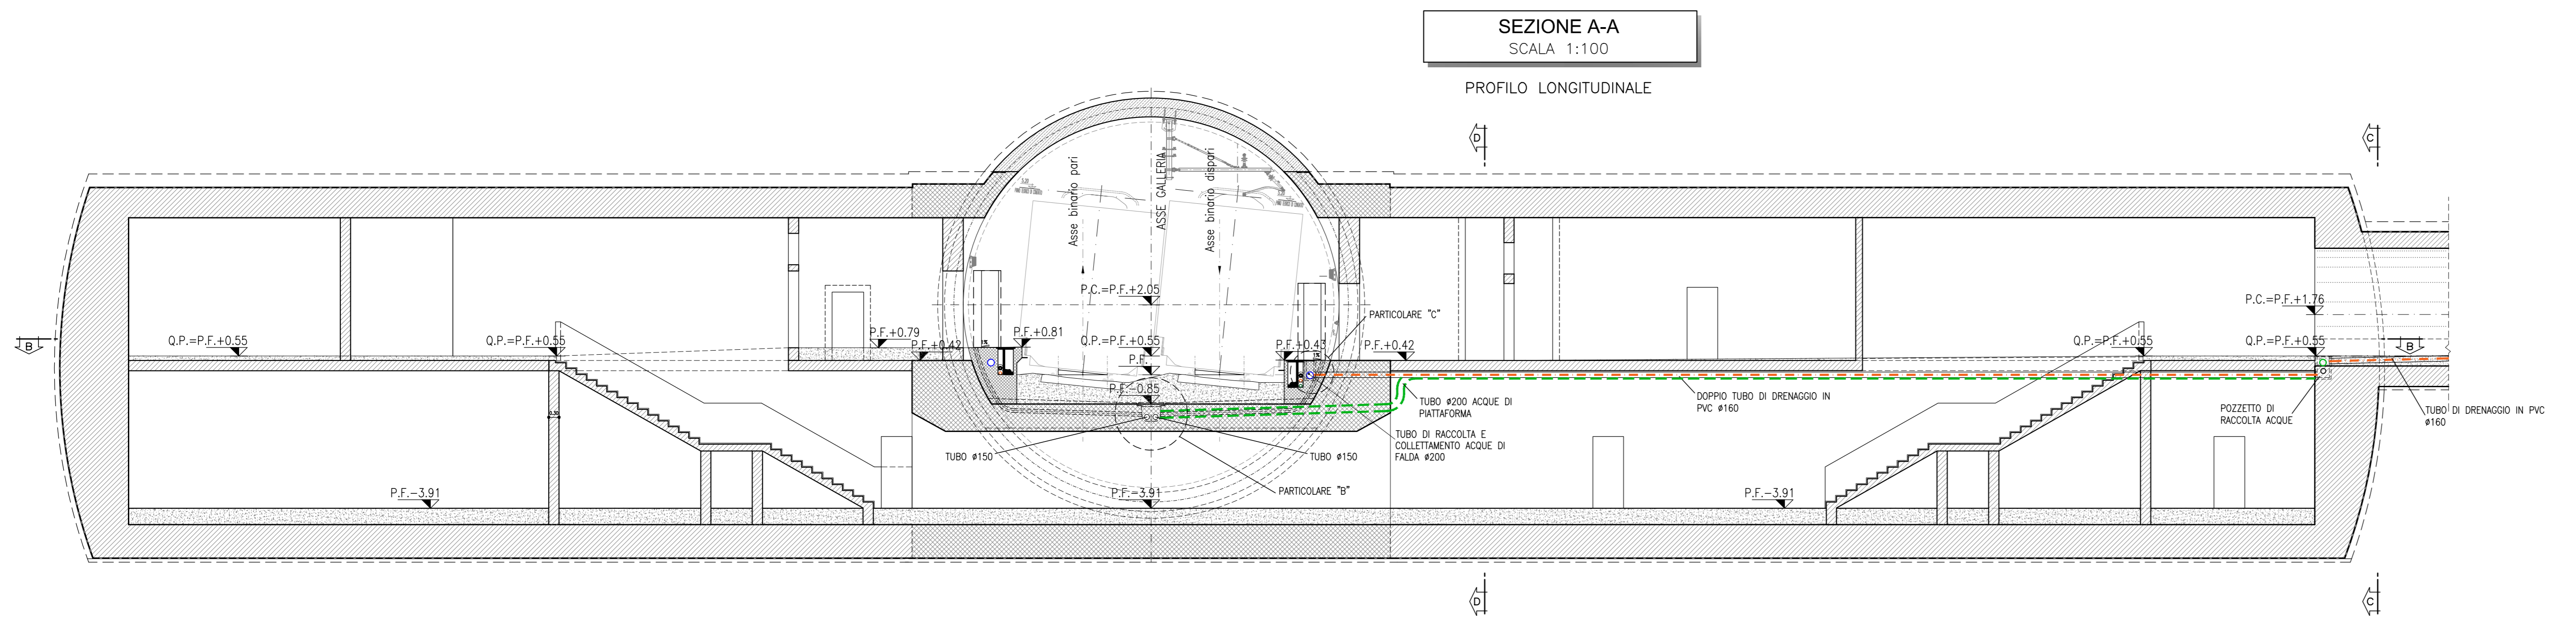 SEZIONE A-A
SCALA 1:100
PROFILO LONGITUDINALE
D
C
Asse binario pari
ASSE GALLERIA
Asse binario dispari
P.C.=P.F.+2.05
P.C.=P.F.+1.76
PARTICOLARE "C"
B
Q.P.=P.F.+0.55
Q.P.=P.F.+0.55
P.F.+0.79
P.F.+0.42
P.F.+0.81
Q.P.=P.F.+0.55
P.F.
P.F.-0.85
P.F.+0.43
P.F.+0.42
Q.P.=P.F.+0.55
Q.P.=P.F.+0.55
B
0.30
TUBO ø200 ACQUE DI
PIATTAFORMA
DOPPIO TUBO DI DRENAGGIO IN
PVC ø160
POZZETTO DI
RACCOLTA ACQUE
TUBO DI DRENAGGIO IN PVC
ø160
TUBO DI RACCOLTA E
COLLETTAMENTO ACQUE DI
FALDA ø200
TUBO ø150
TUBO ø150
PARTICOLARE "B"
P.F.-3.91
P.F.-3.91
P.F.-3.91
D
C